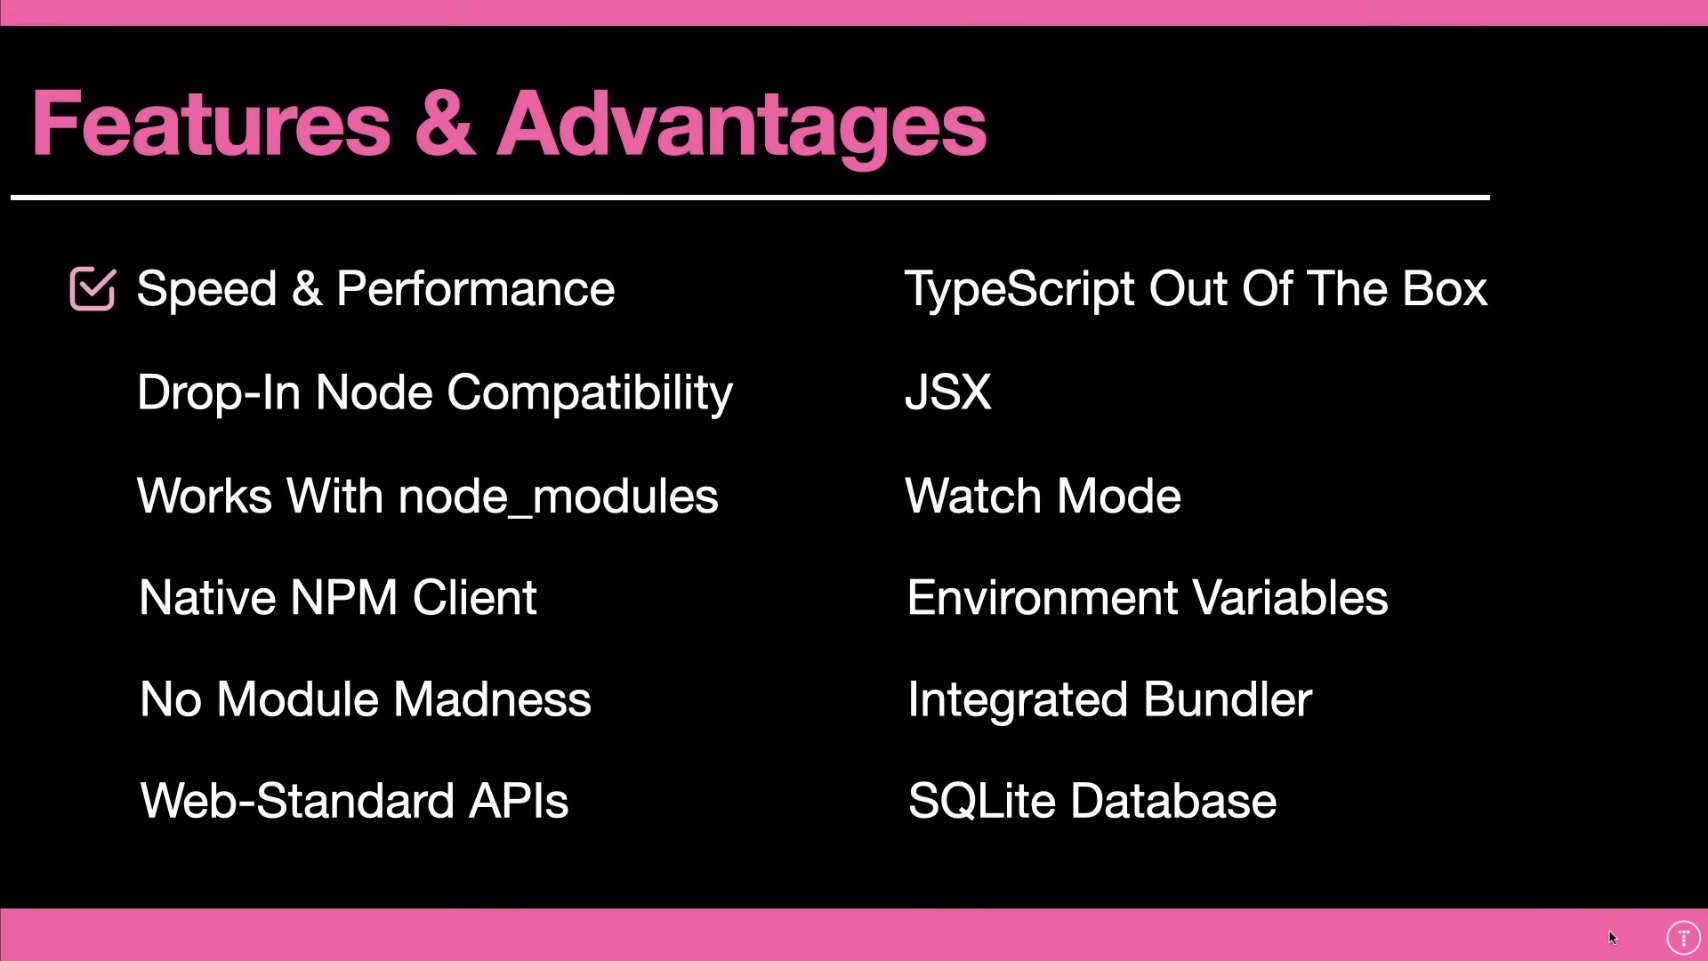 Features & Advantages
Speed & Performance
Drop-In Node Compatibility
Works With node_modules
Native NPM Client
No Module Madness
Web-Standard APIs
TypeScript Out Of The Box
JSX
Watch Mode
Environment Variables
Integrated Bundler
SQLite Database